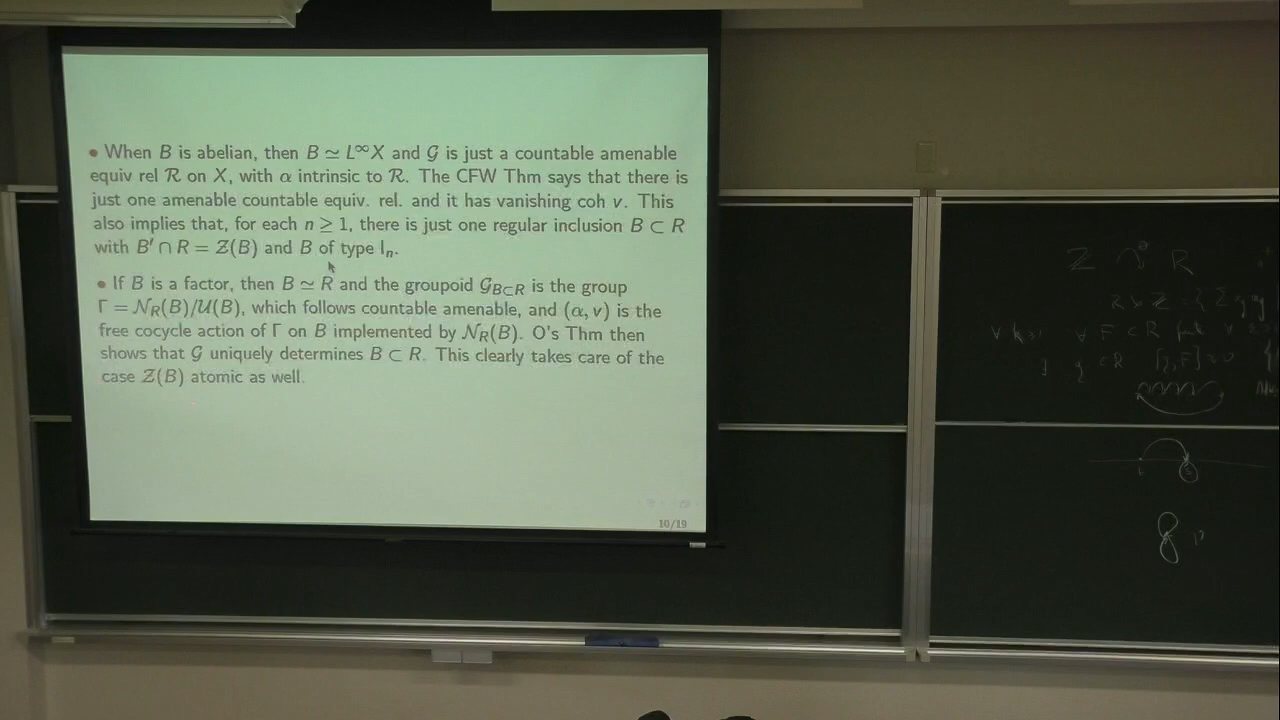 • When B is abelian, then B ≃ L∞X and 𝒢 is just a countable amenable
equiv rel ℛ on X, with α intrinsic to ℛ. The CFW Thm says that there is
just one amenable countable equiv. rel. and it has vanishing coh v. This
also implies that, for each n ≥ 1, there is just one regular inclusion B ⊂ R
with B′ ∩ R = 𝒵(B) and B of type Iₙ.
• If B is a factor, then B ≃ R and the groupoid 𝒢_{B⊂R} is the group
Γ = 𝒩_R(B)/𝒰(B), which follows countable amenable, and (α, v) is the
free cocycle action of Γ on B implemented by 𝒩_R(B). O's Thm then
shows that 𝒢 uniquely determines B ⊂ R. This clearly takes care of the
case 𝒵(B) atomic as well.
10/19